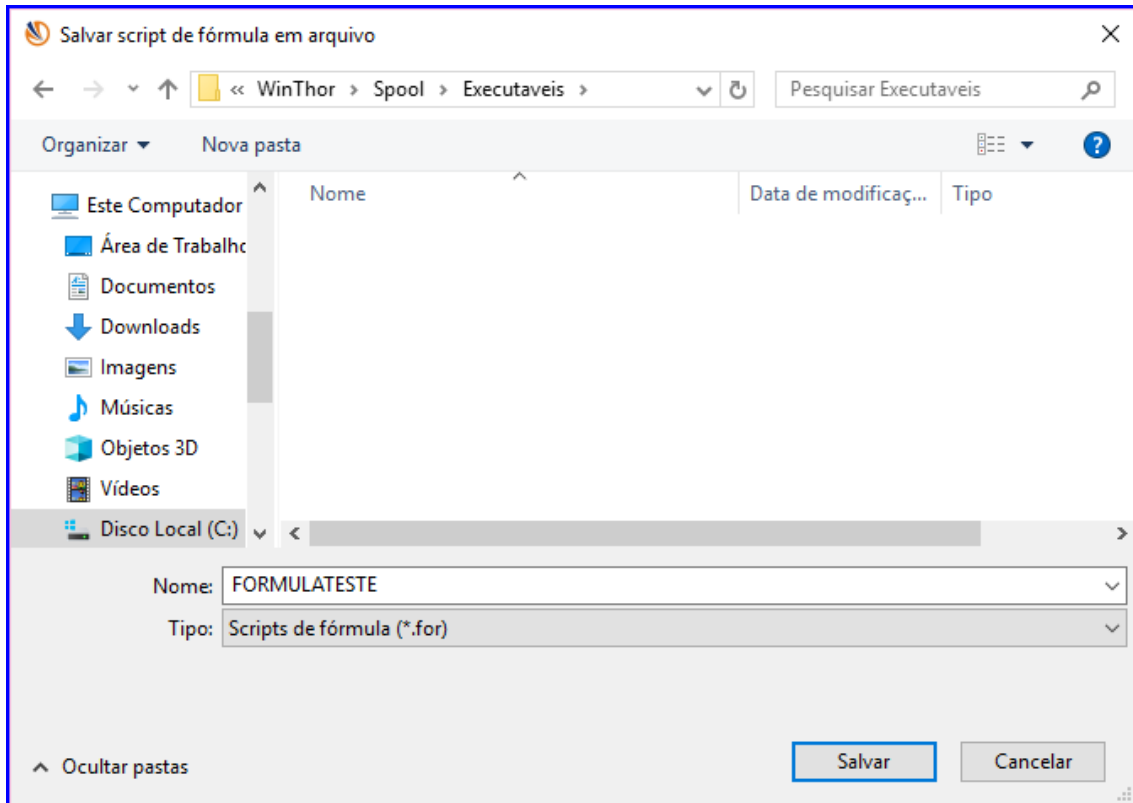 Salvar script de fórmula em arquivo
« WinThor > Spool > Executaveis > Pesquisar Executaveis
Organizar Nova pasta
Nome Data de modificaç... Tipo
Este Computador
Área de Trabalho
Documentos
Downloads
Imagens
Músicas
Objetos 3D
Vídeos
Disco Local (C:)
Nome: FORMULATESTE
Tipo: Scripts de fórmula (*.for)
Ocultar pastas Salvar Cancelar